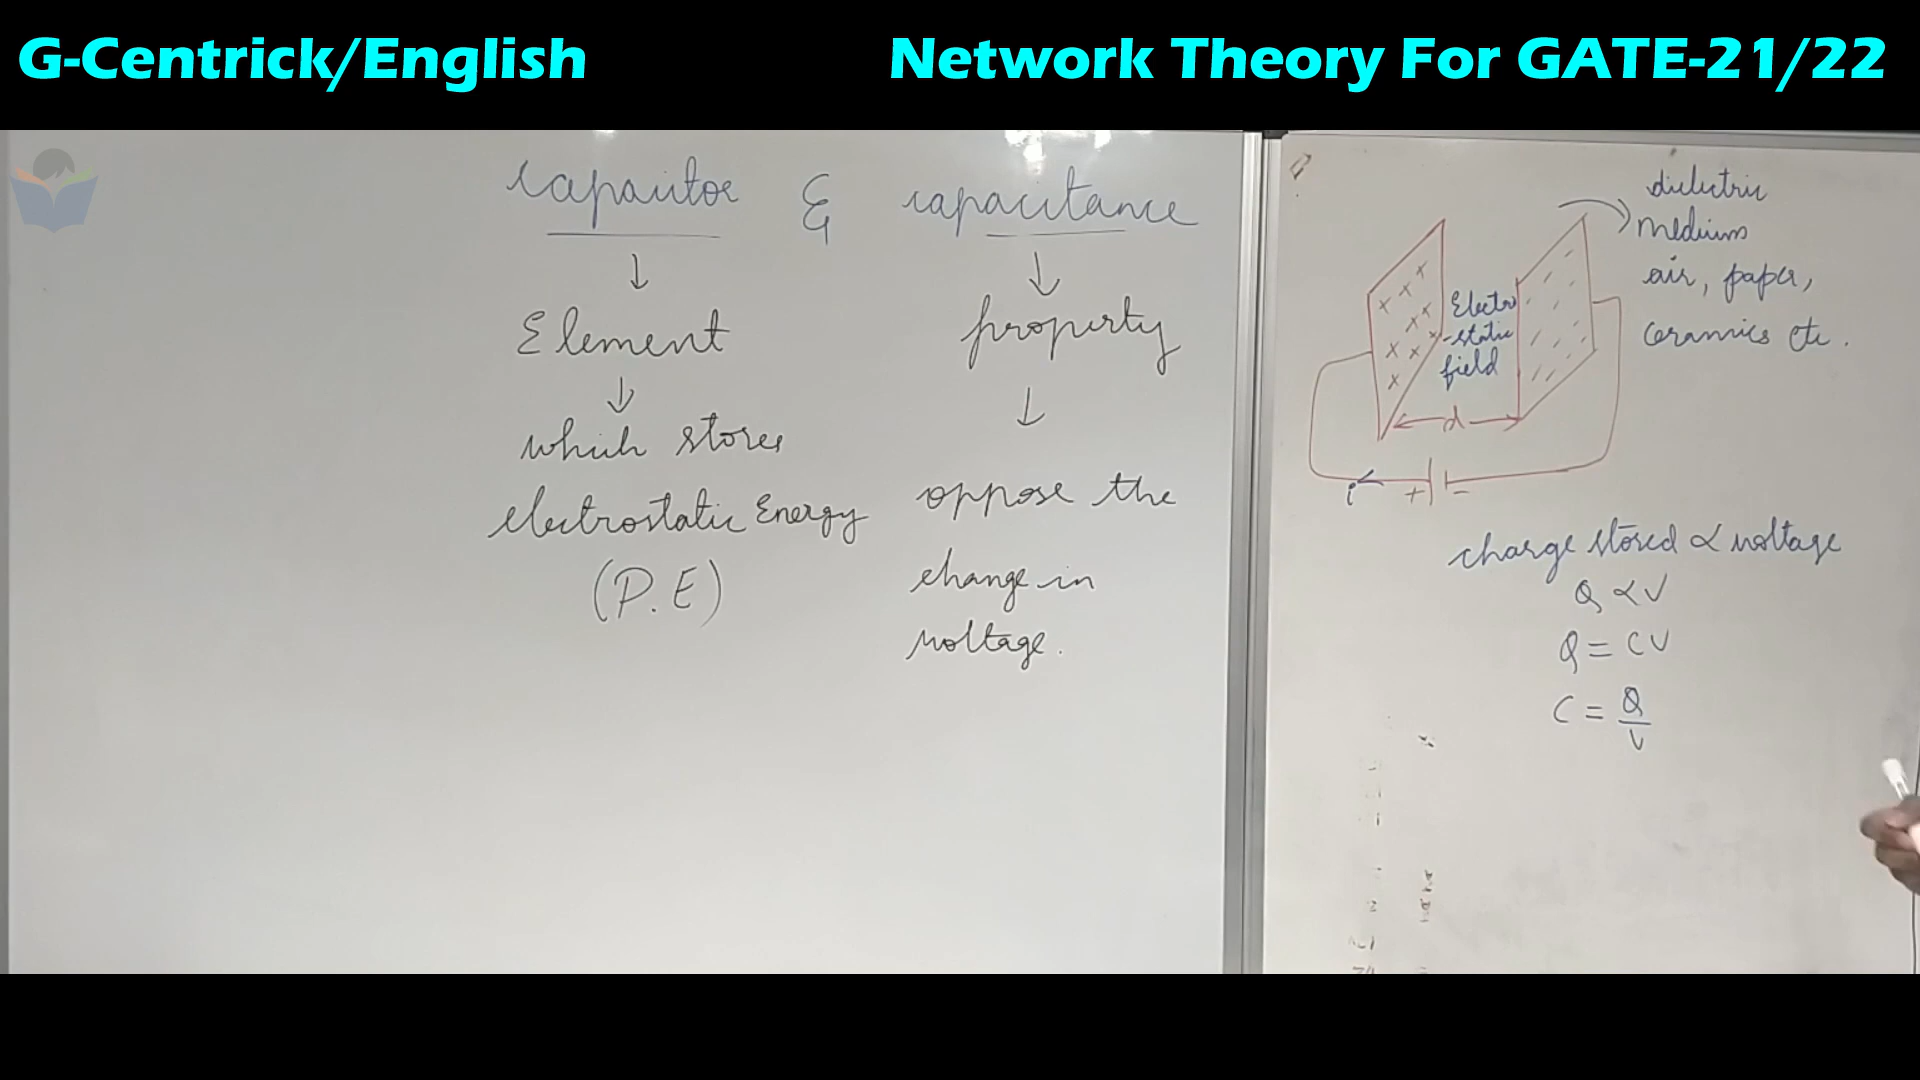 G-Centrick/English
Network Theory For GATE-21/22
Capacitor & capacitance
↓ ↓
Element property
↓ ↓
which stores
electrostatic Energy
(P.E)
oppose the
change in
voltage.
dielectric
medium
air, paper,
ceramics etc.
Electro
-static
field
d
i + -
charge stored ∝ voltage
Q ∝ V
Q = CV
C = Q/V